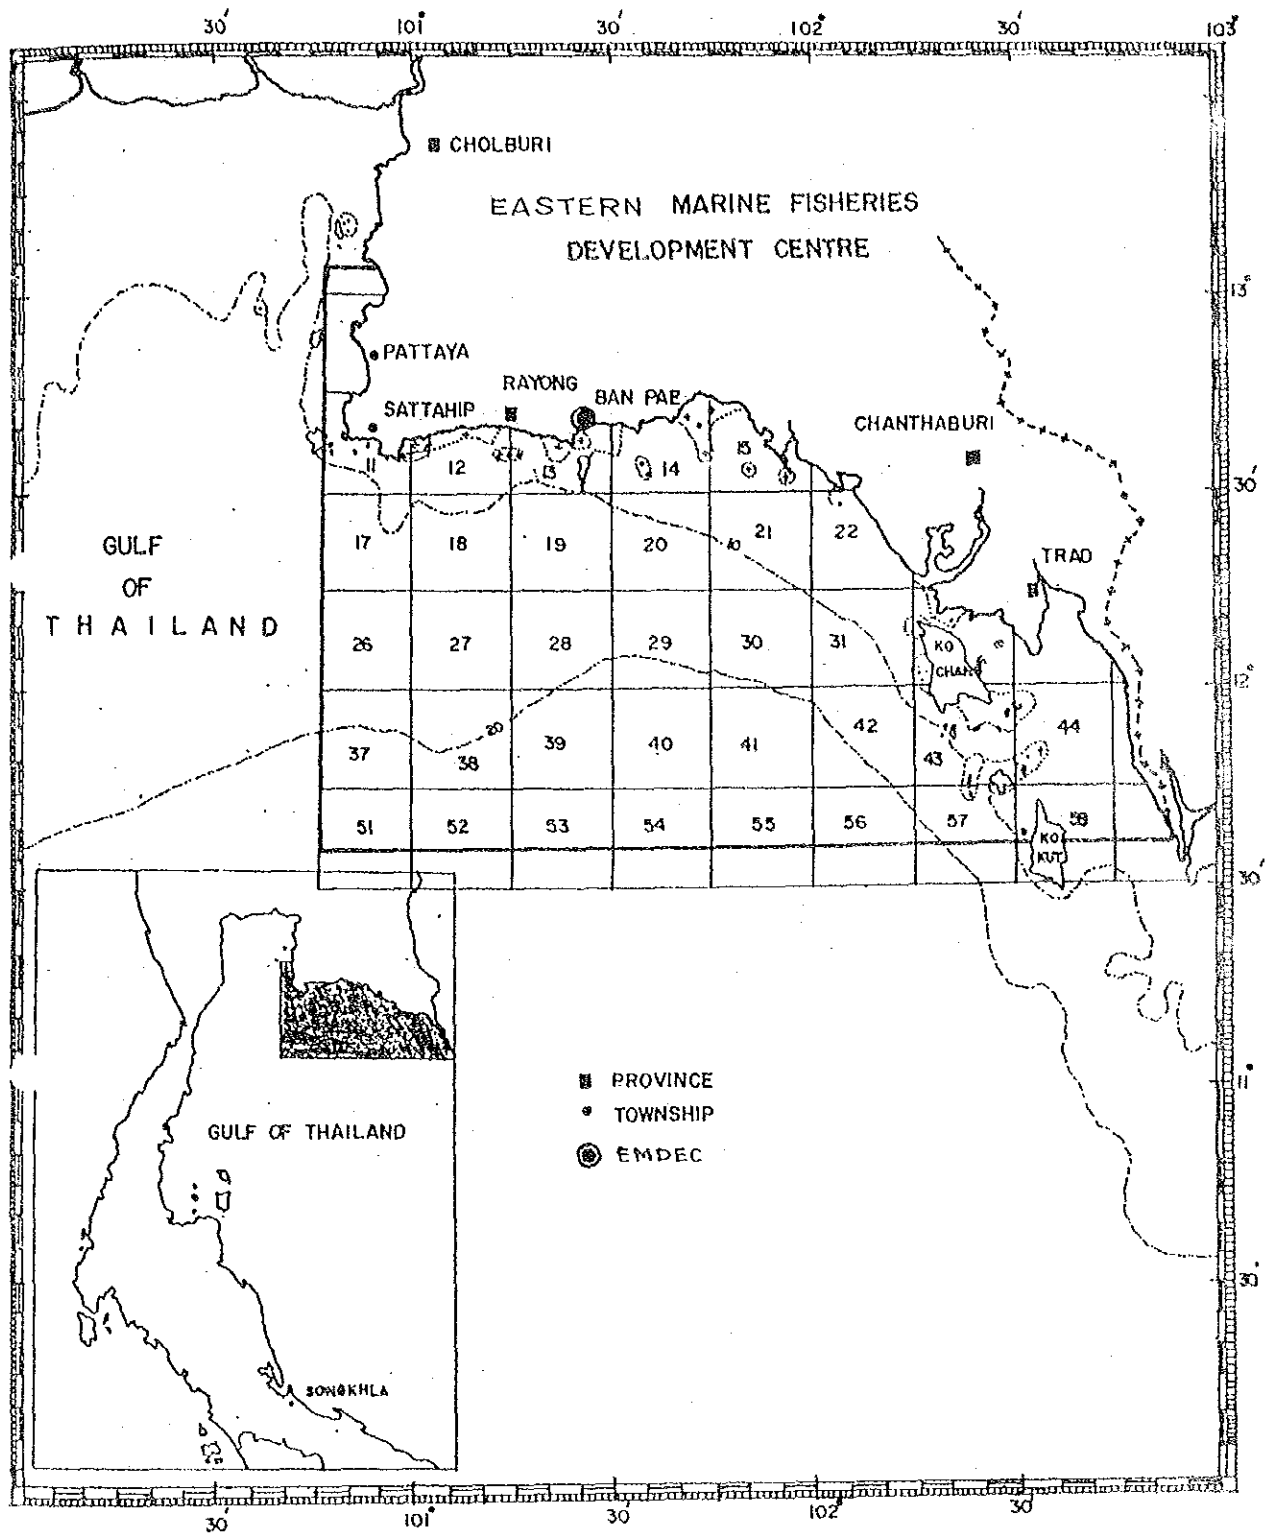 30′ 101° 30′ 102° 30′ 103°
CHOLBURI
EASTERN MARINE FISHERIES
DEVELOPMENT CENTRE
13°
PATTAYA
RAYONG
BAN PAE
SATTAHIP
CHANTHABURI
11 12 13 14 15
30′
GULF
OF
THAILAND
17 18 19 20 10 21 22
TRAD
26 27 28 29 30 31
KO
CHANG
12°
37 38 20 39 40 41 42 43 44
51 52 53 54 55 56 57 58
KO
KUT
30′
11°
PROVINCE
TOWNSHIP
EMDEC
GULF OF THAILAND
30′
SONGKHLA
30′ 101° 30′ 102° 30′